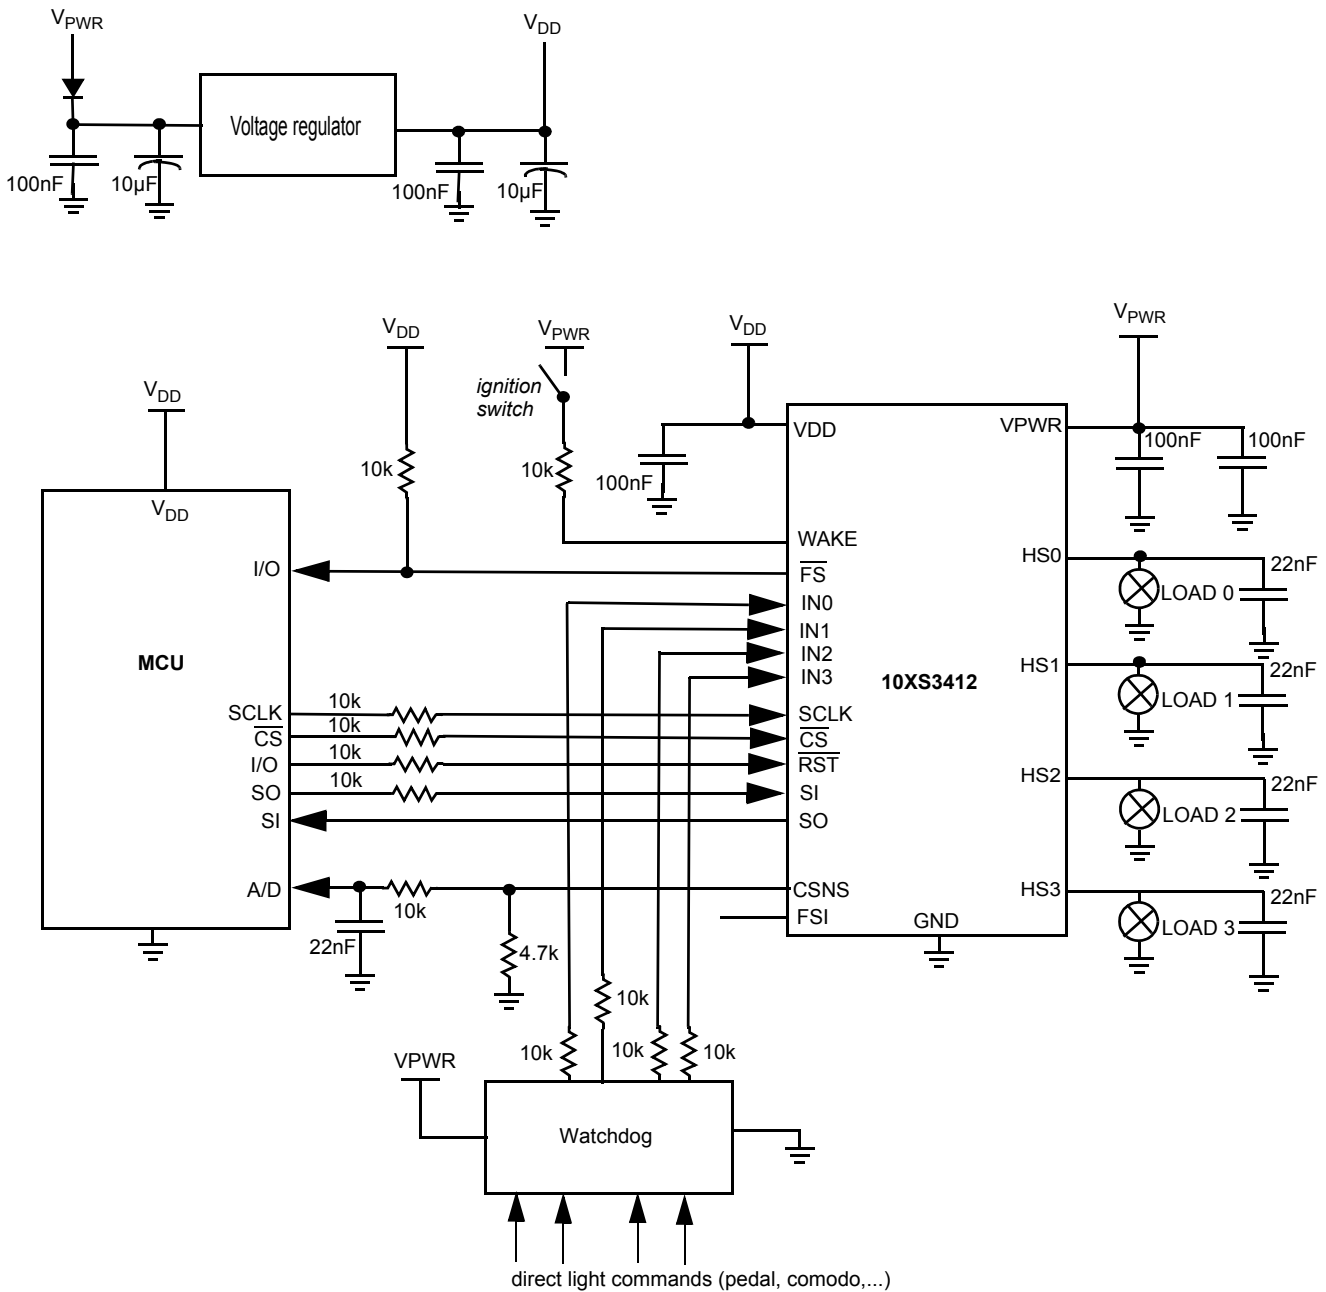 VPWR
VDD
Voltage regulator
100nF
10µF
100nF
10µF
VDD
VPWR
VDD
VPWR
ignition
switch
VDD
VDD
VPWR
100nF
100nF
10k
10k
100nF
VDD
WAKE
HS0
22nF
I/O
FS
LOAD 0
IN0
IN1
IN2
IN3
MCU
10XS3412
HS1
22nF
LOAD 1
SCLK
10k
SCLK
CS
10k
CS
I/O
10k
RST
SO
10k
SI
SI
SO
HS2
22nF
LOAD 2
A/D
10k
CSNS
HS3
22nF
FSI
GND
LOAD 3
22nF
4.7k
10k
10k
10k
10k
VPWR
Watchdog
direct light commands (pedal, comodo,...)